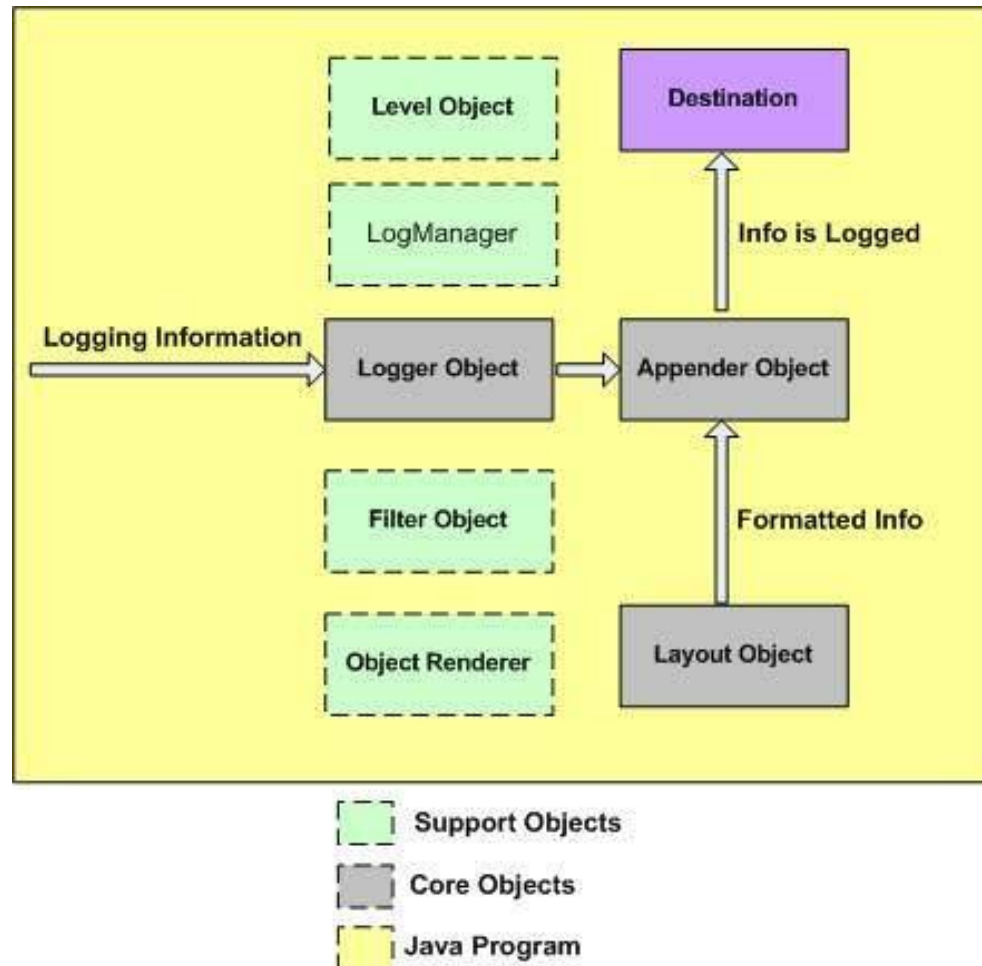 Level Object
Destination
LogManager
Info is Logged
Logging Information
Logger Object
Appender Object
Filter Object
Formatted Info
Object Renderer
Layout Object
Support Objects
Core Objects
Java Program